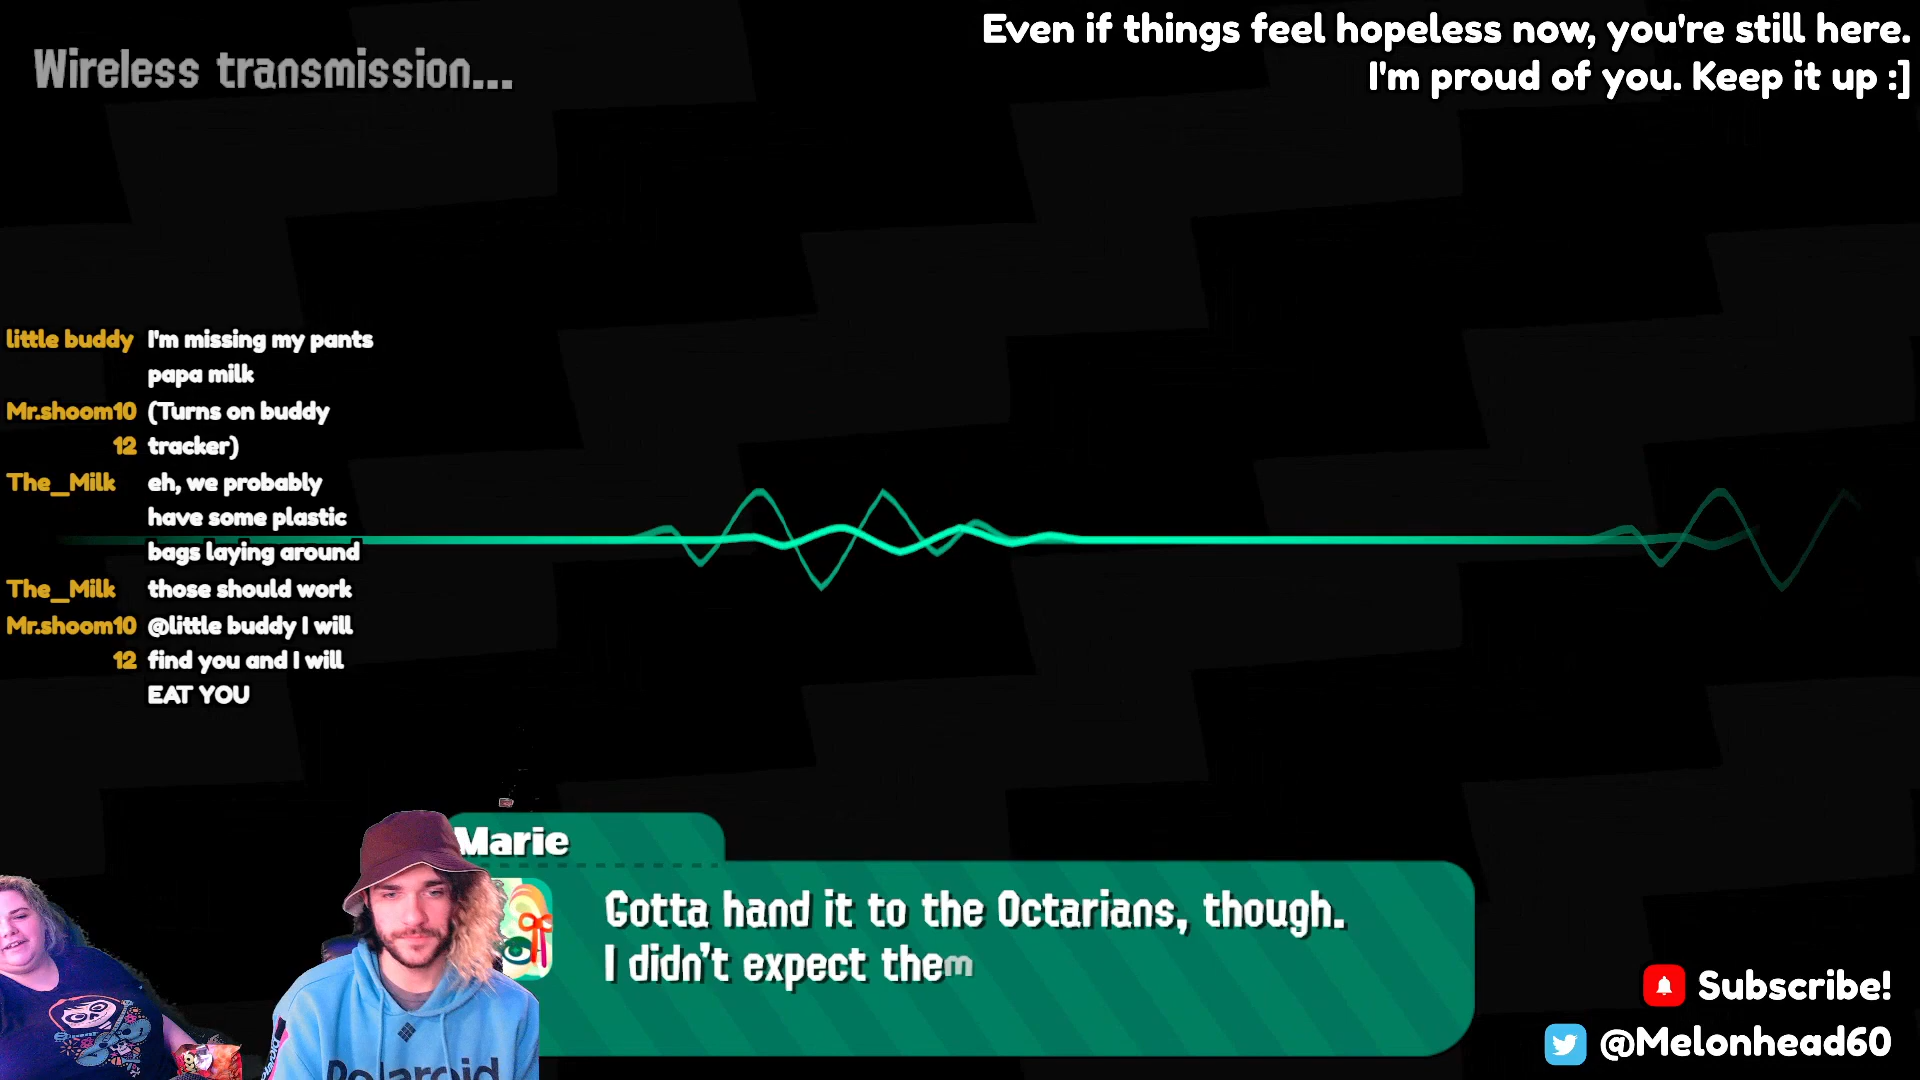 Wireless transmission...
Even if things feel hopeless now, you're still here.
I'm proud of you. Keep it up :]
little buddy I'm missing my pants
papa milk
Mr.shoom10 (Turns on buddy
12 tracker)
The_Milk eh, we probably
have some plastic
bags laying around
The_Milk those should work
Mr.shoom10 @little buddy I will
12 find you and I will
EAT YOU
Marie
Gotta hand it to the Octarians, though.
I didn't expect them
Polaroid
Subscribe!
@Melonhead60